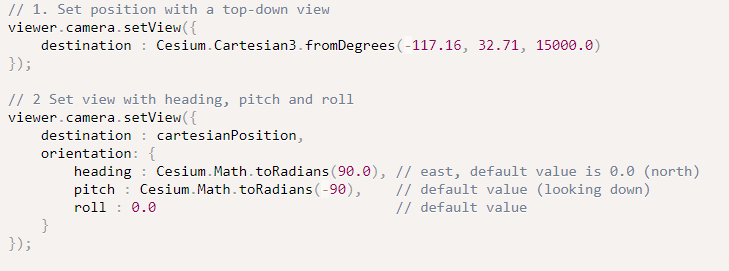 // 1. Set position with a top-down view
viewer.camera.setView({
    destination : Cesium.Cartesian3.fromDegrees(-117.16, 32.71, 15000.0)
});

// 2 Set view with heading, pitch and roll
viewer.camera.setView({
    destination : cartesianPosition,
    orientation: {
        heading : Cesium.Math.toRadians(90.0), // east, default value is 0.0 (north)
        pitch : Cesium.Math.toRadians(-90),    // default value (looking down)
        roll : 0.0                             // default value
    }
});